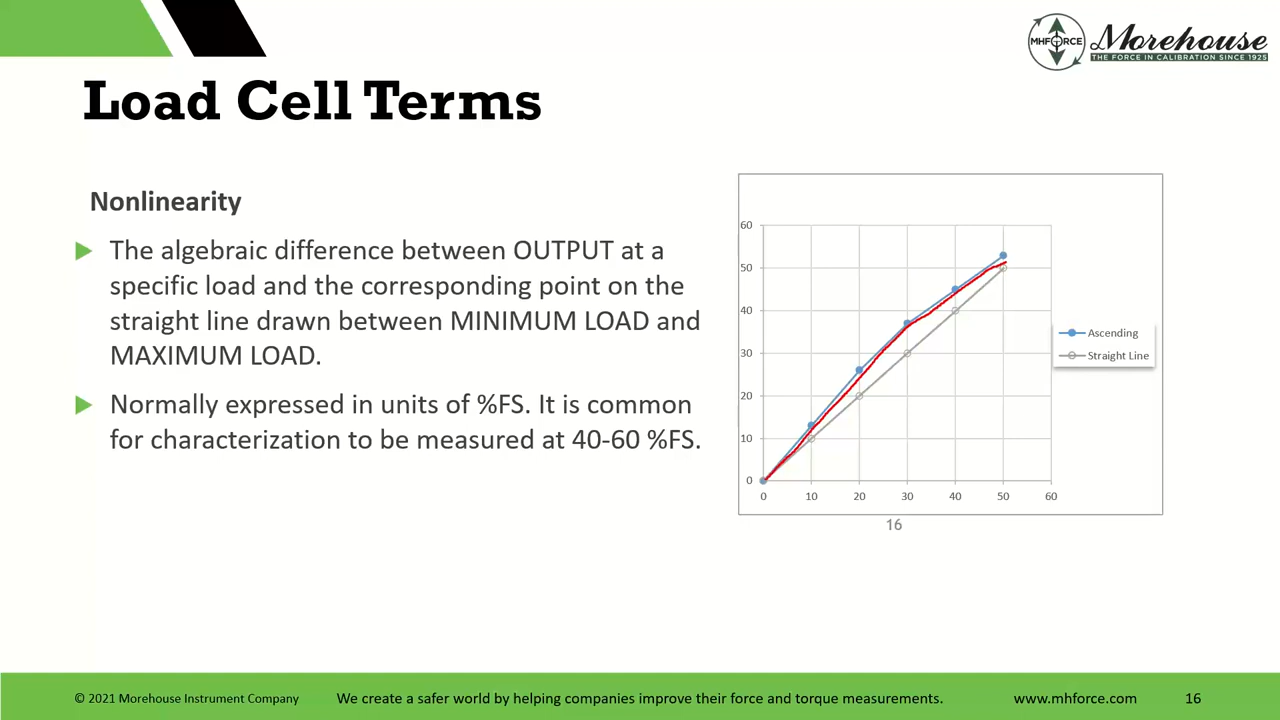 MHFORCE
Morehouse
THE FORCE IN CALIBRATION SINCE 1925
Load Cell Terms
Nonlinearity
The algebraic difference between OUTPUT at a
specific load and the corresponding point on the
straight line drawn between MINIMUM LOAD and
MAXIMUM LOAD.
Normally expressed in units of %FS. It is common
for characterization to be measured at 40-60 %FS.
60
50
40
30
20
10
0
0 10 20 30 40 50 60
Ascending
Straight Line
16
© 2021 Morehouse Instrument Company We create a safer world by helping companies improve their force and torque measurements. www.mhforce.com 16